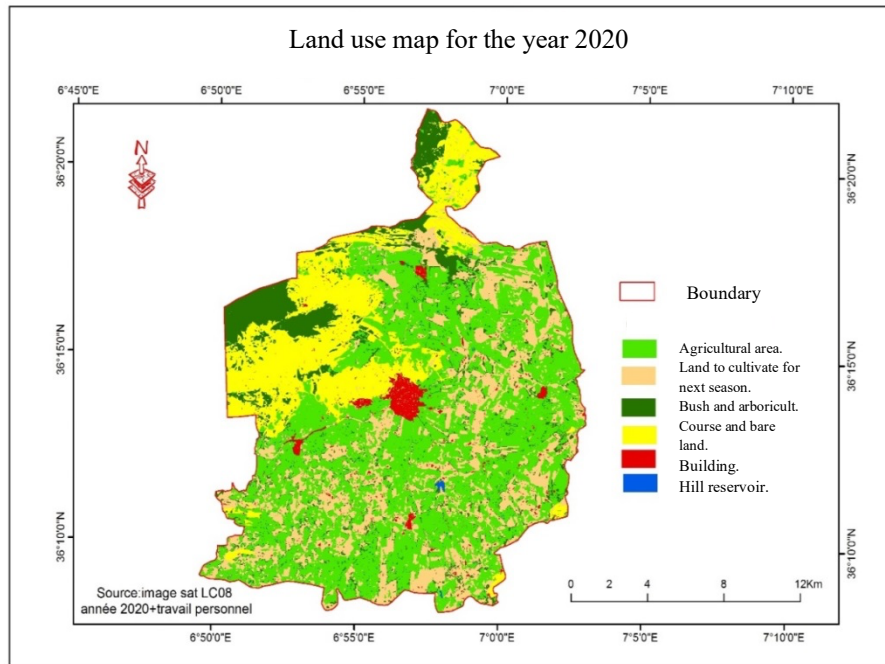 Land use map for the year 2020
6°45'0"E 6°50'0"E 6°55'0"E 7°0'0"E 7°5'0"E 7°10'0"E
N
36°20'0"N 36°20'0"N
Boundary
36°15'0"N 36°15'0"N
Agricultural area.
Land to cultivate for
next season.
Bush and arboricult.
Course and bare
land.
Building.
Hill reservoir.
36°10'0"N 36°10'0"N
0 2 4 8 12Km
Source:image sat LC08
année 2020+travail personnel
6°50'0"E 6°55'0"E 7°0'0"E 7°5'0"E 7°10'0"E